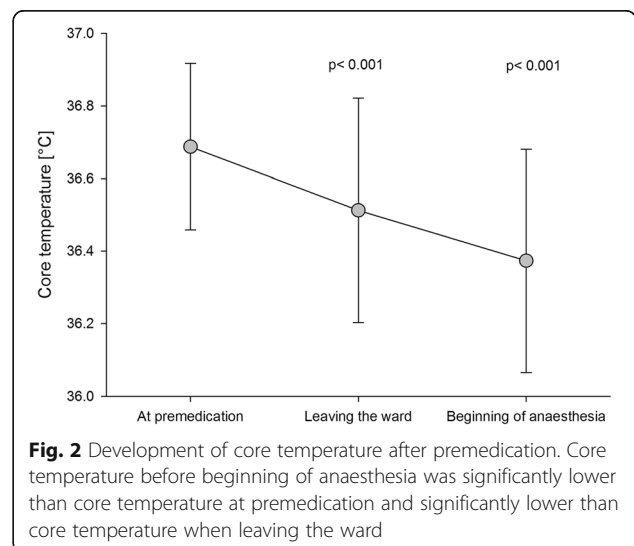 37.0
p< 0.001 p< 0.001
36.8
36.6
Core temperature [°C]
36.4
36.2
36.0
At premedication Leaving the ward Beginning of anaesthesia
Fig. 2 Development of core temperature after premedication. Core
temperature before beginning of anaesthesia was significantly lower
than core temperature at premedication and significantly lower than
core temperature when leaving the ward